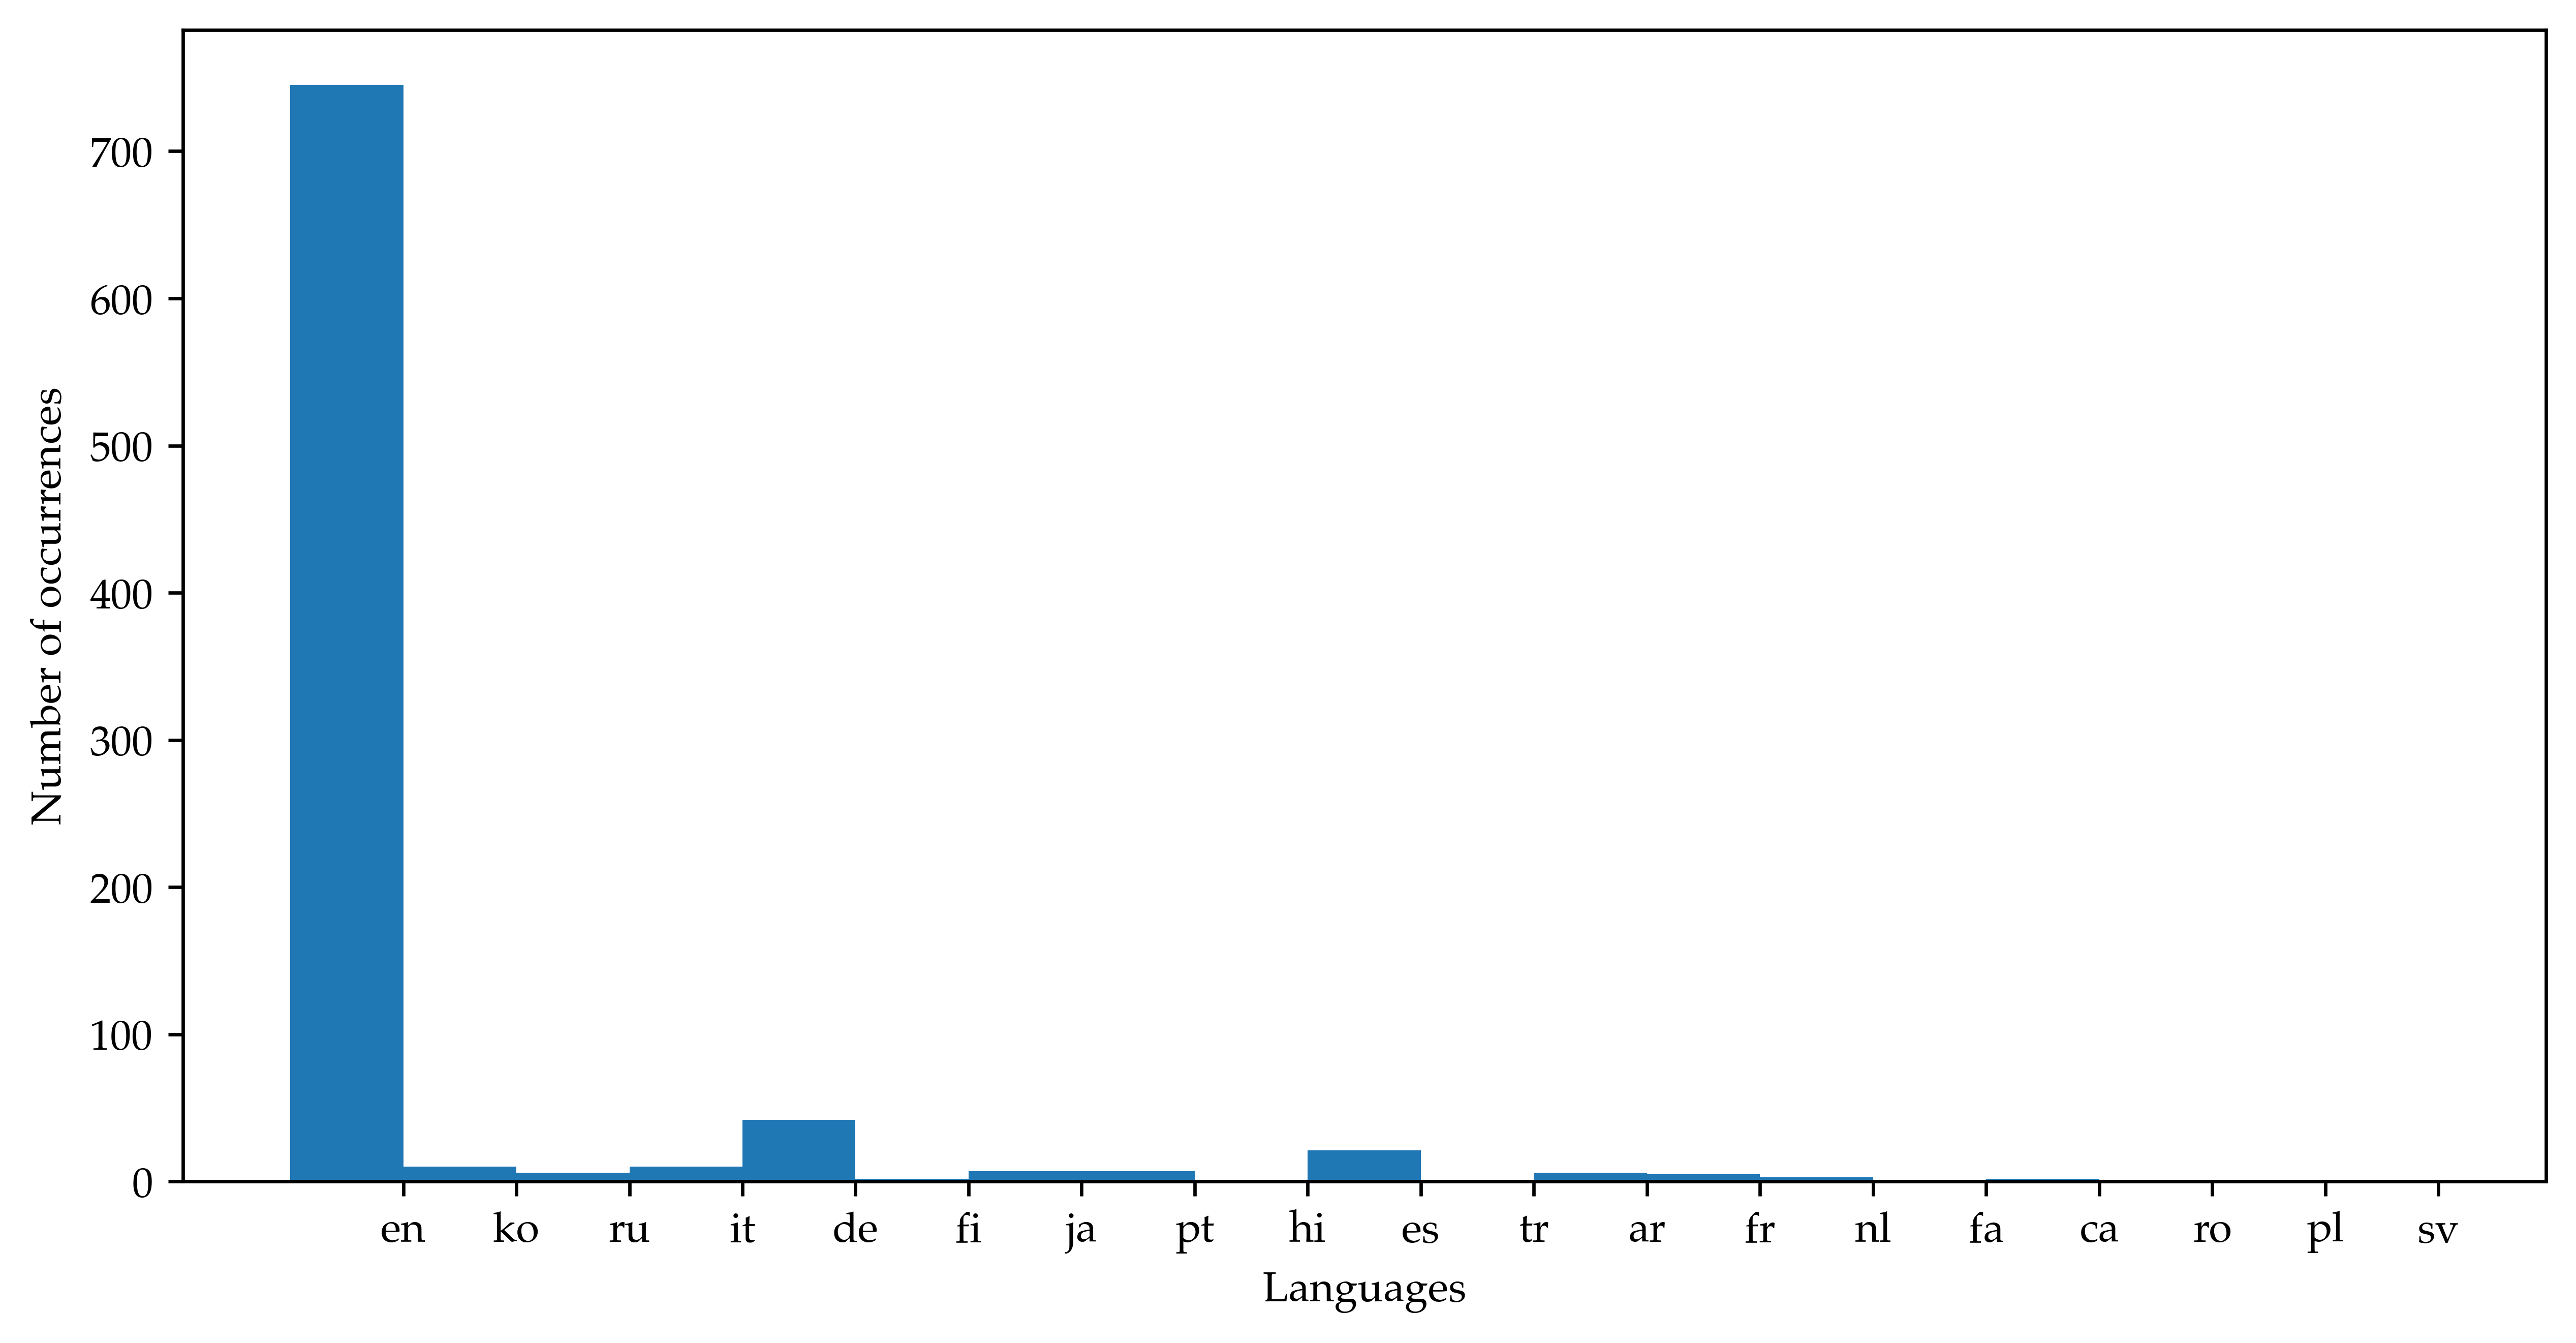 Number of occurrences
700
600
500
400
300
200
100
0
en ko ru it de fi ja pt hi es tr ar fr nl fa ca ro pl sv
Languages